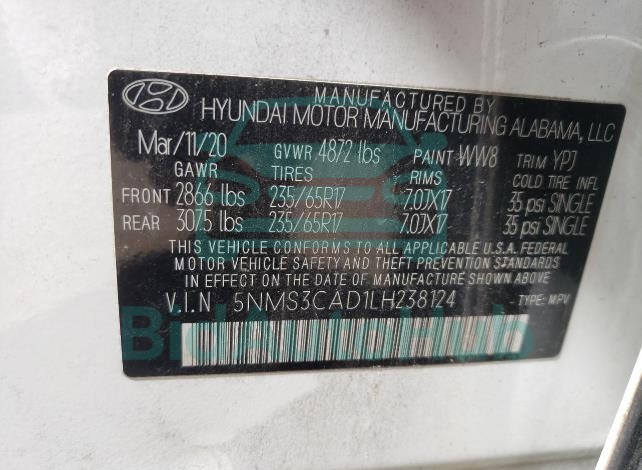 MANUFACTURED BY
HYUNDAI MOTOR MANUFACTURING ALABAMA, LLC
Mar/11/20 GVWR 4872 lbs PAINT WW8 TRIM YPJ
GAWR TIRES RIMS COLD TIRE INFL
FRONT 2866 lbs 235/65R17 7.0JX17 35 psi SINGLE
REAR 3075 lbs 235/65R17 7.0JX17 35 psi SINGLE
THIS VEHICLE CONFORMS TO ALL APPLICABLE U.S.A. FEDERAL
MOTOR VEHICLE SAFETY AND THEFT PREVENTION STANDARDS
IN EFFECT ON THE DATE OF MANUFACTURE SHOWN ABOVE.
V.I.N 5NMS3CAD1LH238124 TYPE: MPV
BidAutoHub